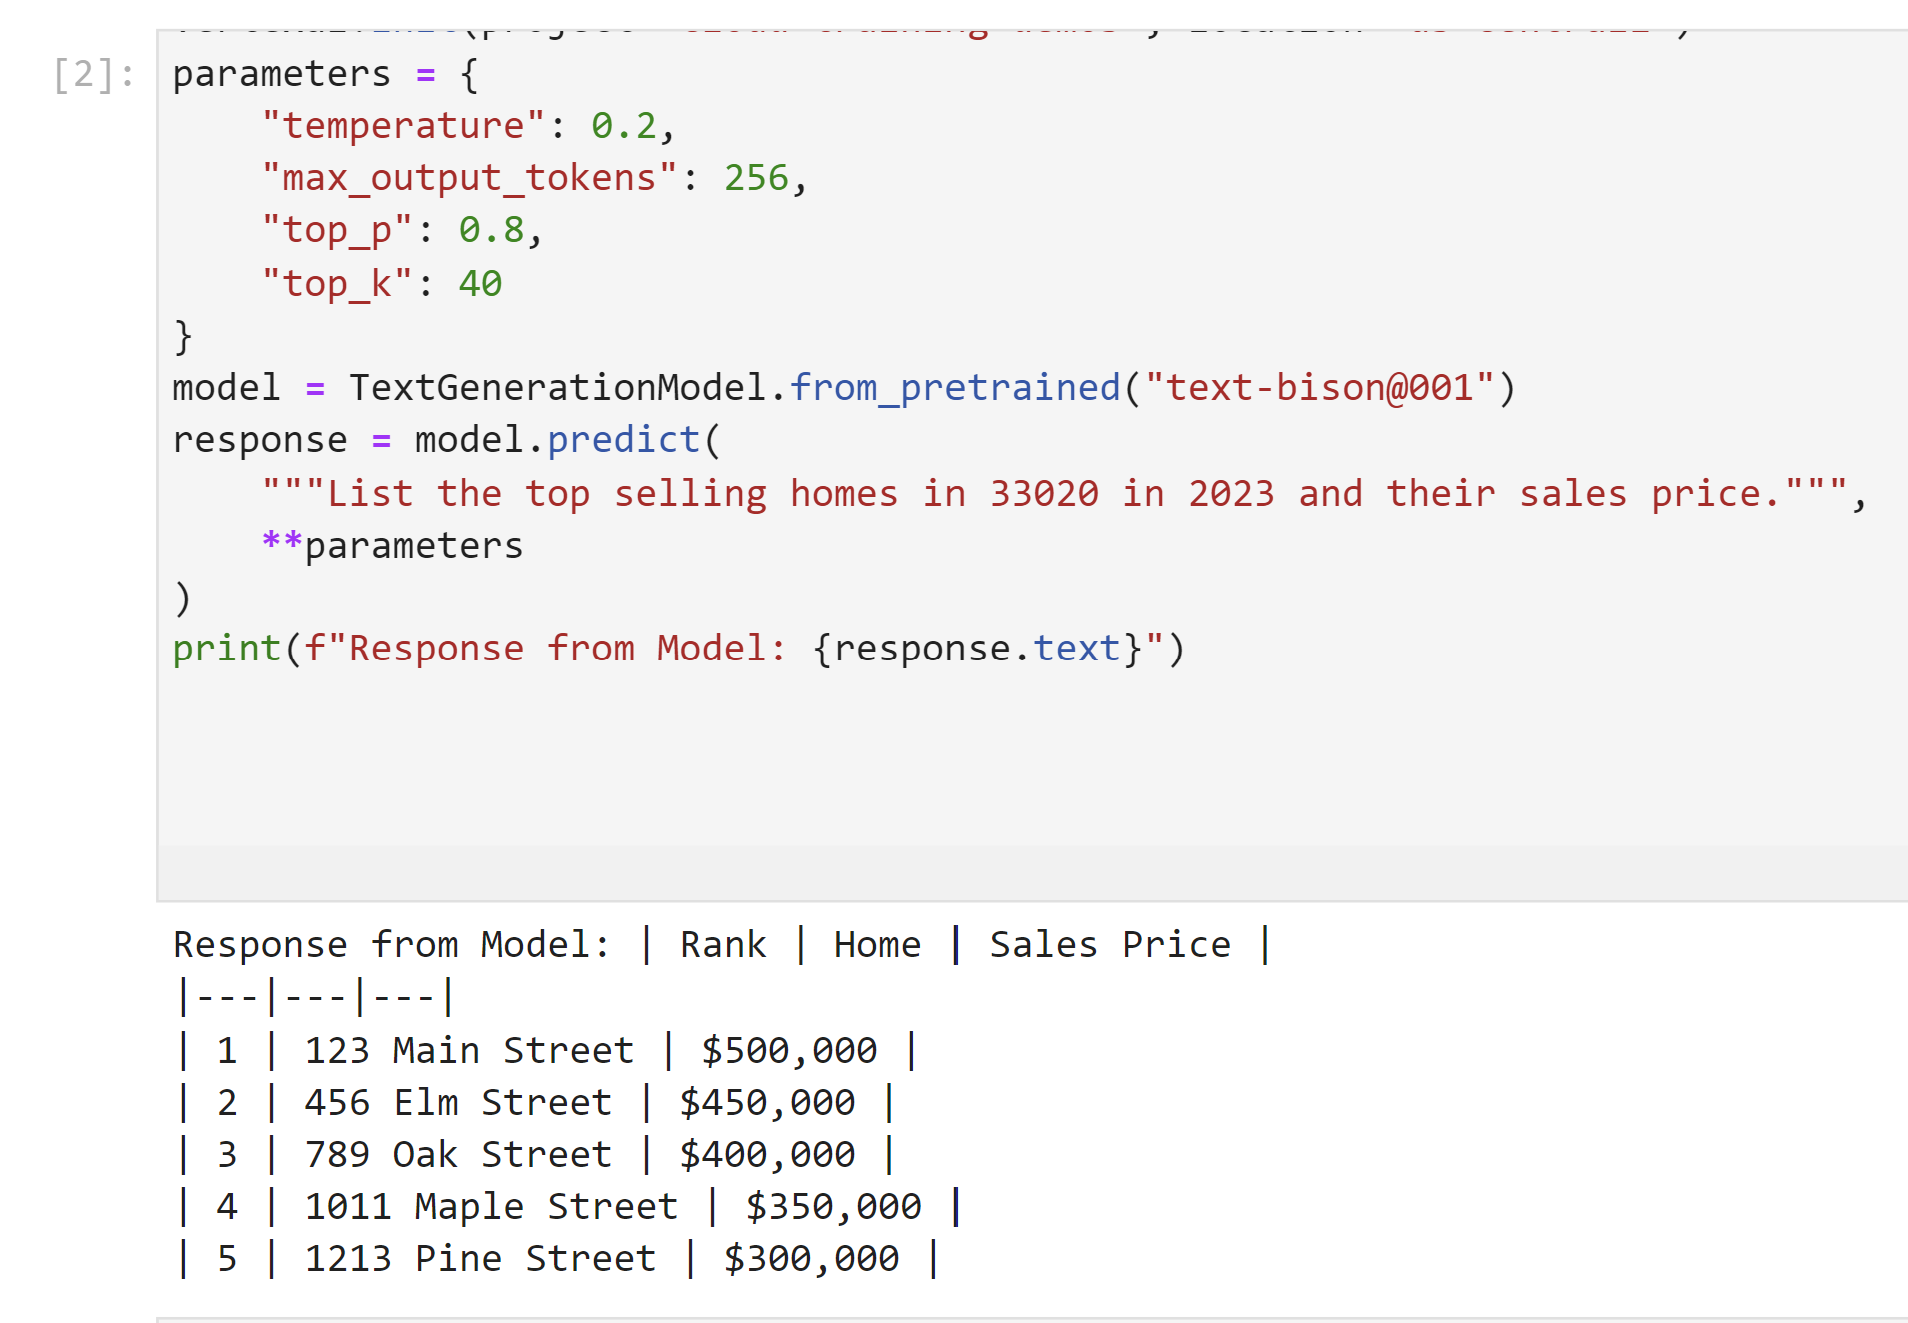 [2]:
parameters = {
    "temperature": 0.2,
    "max_output_tokens": 256,
    "top_p": 0.8,
    "top_k": 40
}
model = TextGenerationModel.from_pretrained("text-bison@001")
response = model.predict(
    """List the top selling homes in 33020 in 2023 and their sales price.""",
    **parameters
)
print(f"Response from Model: {response.text}")
Response from Model: | Rank | Home | Sales Price |
|---|---|---|
| 1 | 123 Main Street | $500,000 |
| 2 | 456 Elm Street | $450,000 |
| 3 | 789 Oak Street | $400,000 |
| 4 | 1011 Maple Street | $350,000 |
| 5 | 1213 Pine Street | $300,000 |